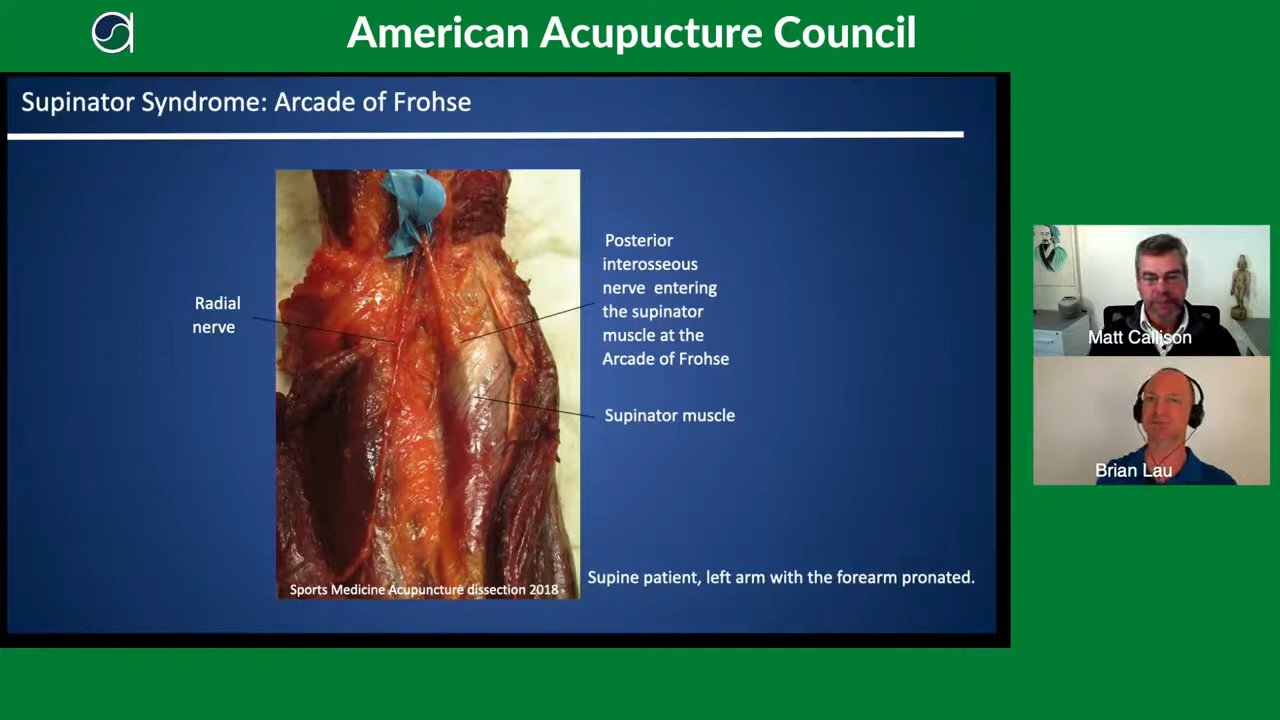 American Acupucture Council
Supinator Syndrome: Arcade of Frohse
Radial
nerve
Posterior
interosseous
nerve entering
the supinator
muscle at the
Arcade of Frohse
Supinator muscle
Sports Medicine Acupuncture dissection 2018
Supine patient, left arm with the forearm pronated.
Matt Callison
Brian Lau